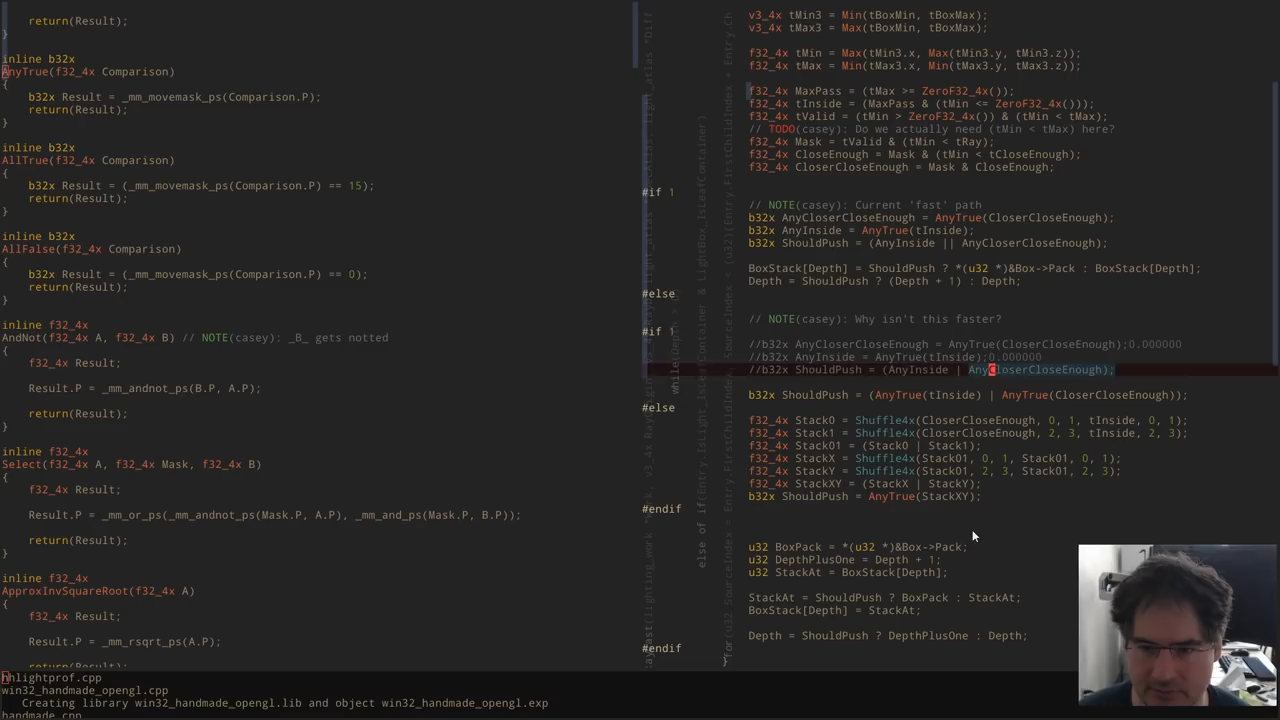 return(Result);
}
inline b32x
AnyTrue(f32_4x Comparison)
{
b32x Result = _mm_movemask_ps(Comparison.P);
return(Result);
}
inline b32x
AllTrue(f32_4x Comparison)
{
b32x Result = (_mm_movemask_ps(Comparison.P) == 15);
return(Result);
}
inline b32x
AllFalse(f32_4x Comparison)
{
b32x Result = (_mm_movemask_ps(Comparison.P) == 0);
return(Result);
}
inline f32_4x
AndNot(f32_4x A, f32_4x B) // NOTE(casey): _B_ gets notted
{
f32_4x Result;
Result.P = _mm_andnot_ps(B.P, A.P);
return(Result);
}
inline f32_4x
Select(f32_4x A, f32_4x Mask, f32_4x B)
{
f32_4x Result;
Result.P = _mm_or_ps(_mm_andnot_ps(Mask.P, A.P), _mm_and_ps(Mask.P, B.P));
return(Result);
}
inline f32_4x
ApproxInvSquareRoot(f32_4x A)
{
f32_4x Result;
Result.P = _mm_rsqrt_ps(A.P);
return(Result);
v3_4x tMin3 = Min(tBoxMin, tBoxMax);
v3_4x tMax3 = Max(tBoxMin, tBoxMax);
f32_4x tMin = Max(tMin3.x, Max(tMin3.y, tMin3.z));
f32_4x tMax = Min(tMax3.x, Min(tMax3.y, tMax3.z));
f32_4x MaxPass = (tMax >= ZeroF32_4x());
f32_4x tInside = (MaxPass & (tMin <= ZeroF32_4x()));
f32_4x tValid = (tMin > ZeroF32_4x()) & (tMin < tMax);
// TODO(casey): Do we actually need (tMin < tMax) here?
f32_4x Mask = tValid & (tMin < tRay);
f32_4x CloseEnough = Mask & (tMin < tCloseEnough);
f32_4x CloserCloseEnough = Mask & CloseEnough;
#if 1
// NOTE(casey): Current 'fast' path
b32x AnyCloserCloseEnough = AnyTrue(CloserCloseEnough);
b32x AnyInside = AnyTrue(tInside);
b32x ShouldPush = (AnyInside || AnyCloserCloseEnough);
BoxStack[Depth] = ShouldPush ? *(u32 *)&Box->Pack : BoxStack[Depth];
Depth = ShouldPush ? (Depth + 1) : Depth;
#else
// NOTE(casey): Why isn't this faster?
#if 1
//b32x AnyCloserCloseEnough = AnyTrue(CloserCloseEnough);0.000000
//b32x AnyInside = AnyTrue(tInside);0.000000
//b32x ShouldPush = (AnyInside | AnyCloserCloseEnough);
b32x ShouldPush = (AnyTrue(tInside) | AnyTrue(CloserCloseEnough));
#else
f32_4x Stack0 = Shuffle4x(CloserCloseEnough, 0, 1, tInside, 0, 1);
f32_4x Stack1 = Shuffle4x(CloserCloseEnough, 2, 3, tInside, 2, 3);
f32_4x Stack01 = (Stack0 | Stack1);
f32_4x StackX = Shuffle4x(Stack01, 0, 1, Stack01, 0, 1);
f32_4x StackY = Shuffle4x(Stack01, 2, 3, Stack01, 2, 3);
f32_4x StackXY = (StackX | StackY);
b32x ShouldPush = AnyTrue(StackXY);
#endif
u32 BoxPack = *(u32 *)&Box->Pack;
u32 DepthPlusOne = Depth + 1;
u32 StackAt = BoxStack[Depth];
StackAt = ShouldPush ? BoxPack : StackAt;
BoxStack[Depth] = StackAt;
Depth = ShouldPush ? DepthPlusOne : Depth;
#endif
}
while(Depth > 0)
hhlightprof.cpp
win32_handmade_opengl.cpp
Creating library win32_handmade_opengl.lib and object win32_handmade_opengl.exp
handmade.cpp